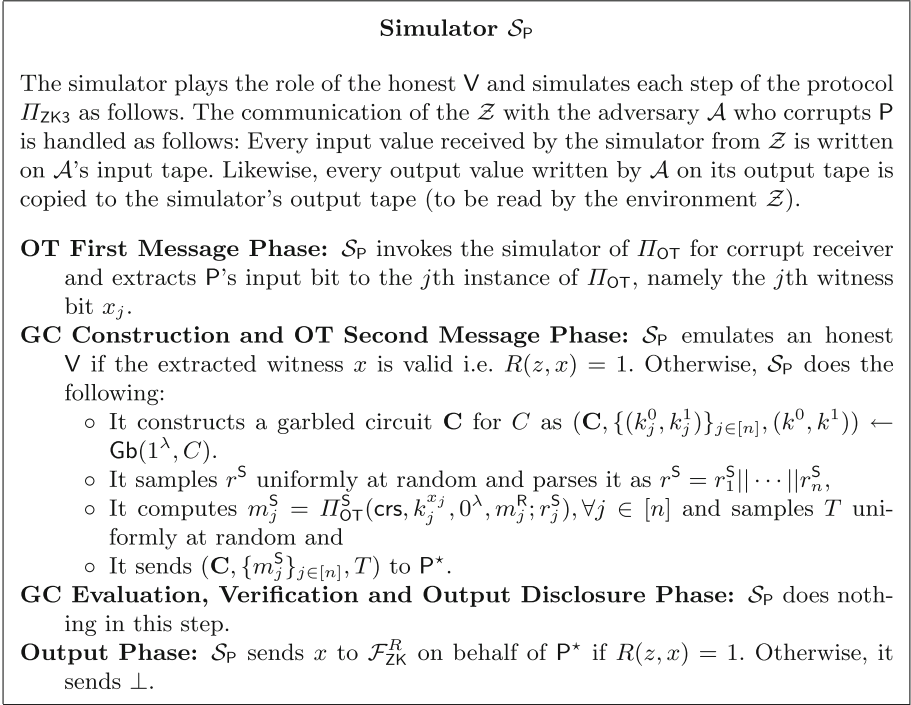 Simulator 𝒮_P
The simulator plays the role of the honest V and simulates each step of the protocol
Π_ZK3 as follows. The communication of the 𝒵 with the adversary 𝒜 who corrupts P
is handled as follows: Every input value received by the simulator from 𝒵 is written
on 𝒜's input tape. Likewise, every output value written by 𝒜 on its output tape is
copied to the simulator's output tape (to be read by the environment 𝒵).
OT First Message Phase: 𝒮_P invokes the simulator of Π_OT for corrupt receiver
and extracts P's input bit to the jth instance of Π_OT, namely the jth witness
bit x_j.
GC Construction and OT Second Message Phase: 𝒮_P emulates an honest
V if the extracted witness x is valid i.e. R(z, x) = 1. Otherwise, 𝒮_P does the
following:
○ It constructs a garbled circuit C for C as (C, {(k_j^0, k_j^1)}_{j∈[n]}, (k^0, k^1)) ←
Gb(1^λ, C).
○ It samples r^S uniformly at random and parses it as r^S = r_1^S|| ⋯ ||r_n^S,
○ It computes m_j^S = Π_OT^S(crs, k_j^{x_j}, 0^λ, m_j^R; r_j^S), ∀j ∈ [n] and samples T uni-
formly at random and
○ It sends (C, {m_j^S}_{j∈[n]}, T) to P^⋆.
GC Evaluation, Verification and Output Disclosure Phase: 𝒮_P does noth-
ing in this step.
Output Phase: 𝒮_P sends x to ℱ_ZK^R on behalf of P^⋆ if R(z, x) = 1. Otherwise, it
sends ⊥.